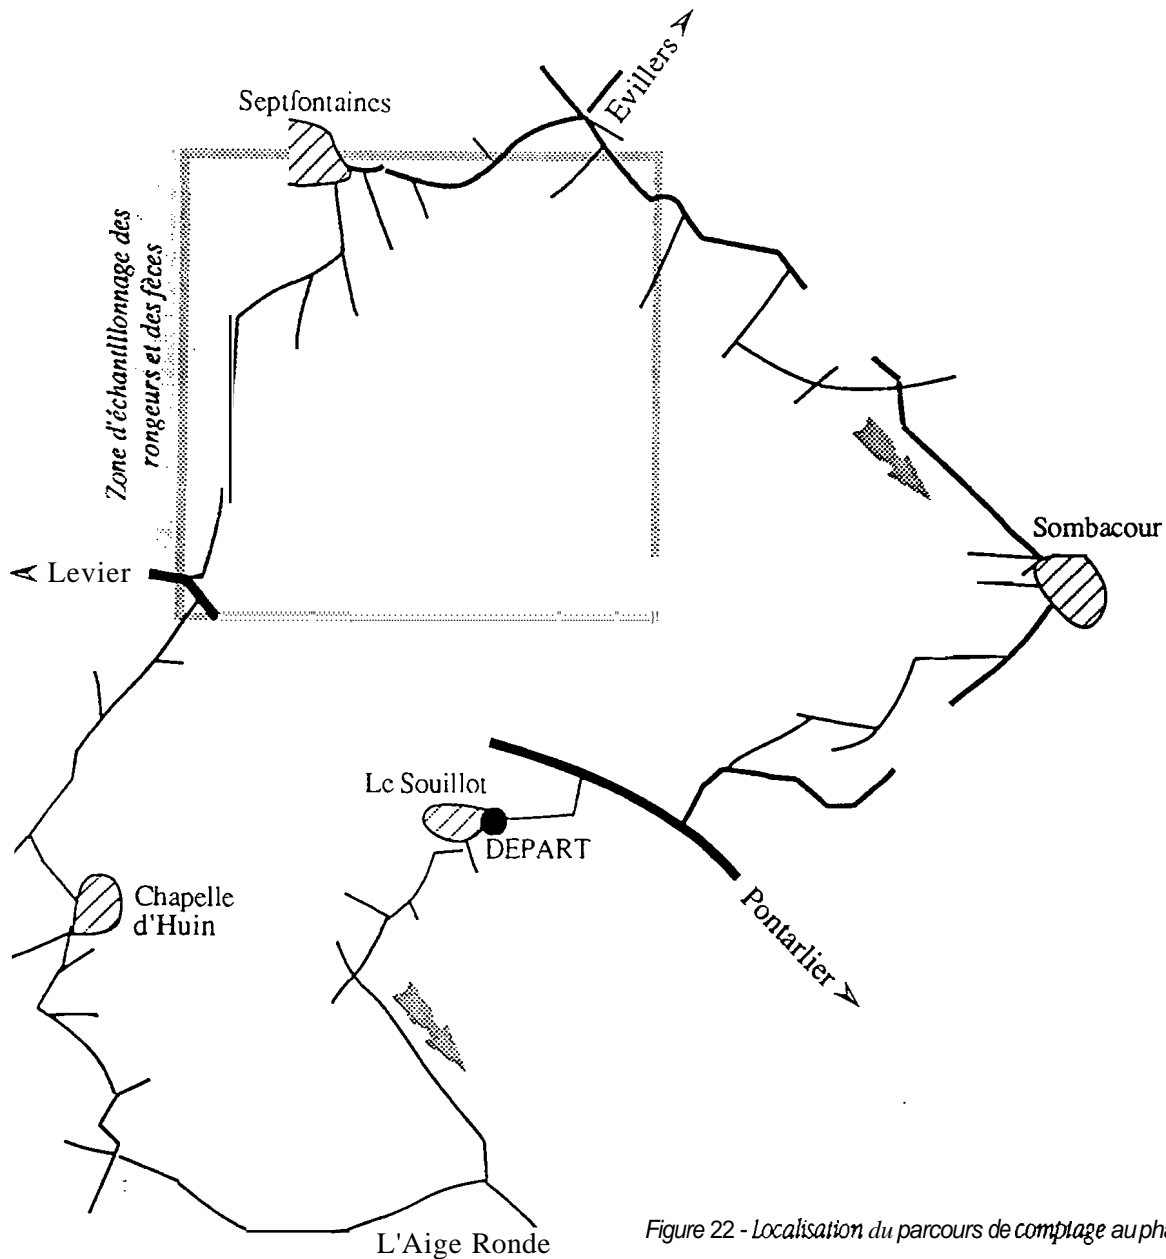 Evillers
Septfontaines
Zone d'échantillonnage des
rongeurs et des fèces
Sombacour
Levier
Le Souillot
DEPART
Chapelle
d'Huin
Pontarlier
L'Aige Ronde
Figure 22 - Localisation du parcours de comptage au ph